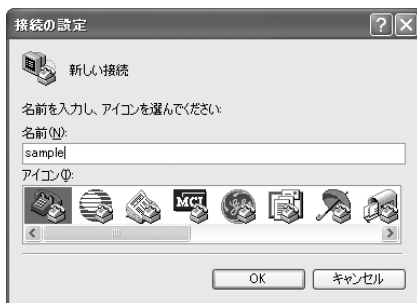 接続の設定
新しい接続
名前を入力し、アイコンを選んでください:
名前(N):
sample
アイコン(I):
MCI
OK
キャンセル